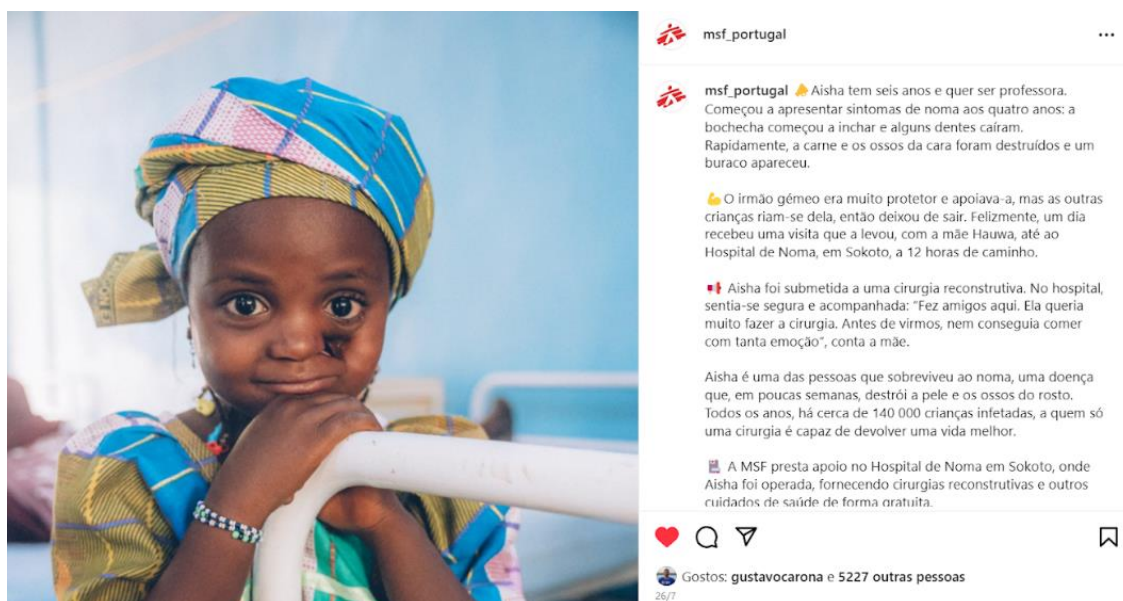 msf_portugal
msf_portugal Aisha tem seis anos e quer ser professora.
Começou a apresentar sintomas de noma aos quatro anos: a
bochecha começou a inchar e alguns dentes caíram.
Rapidamente, a carne e os ossos da cara foram destruídos e um
buraco apareceu.
O irmão gémeo era muito protetor e apoiava-a, mas as outras
crianças riam-se dela, então deixou de sair. Felizmente, um dia
recebeu uma visita que a levou, com a mãe Hauwa, até ao
Hospital de Noma, em Sokoto, a 12 horas de caminho.
Aisha foi submetida a uma cirurgia reconstrutiva. No hospital,
sentia-se segura e acompanhada: “Fez amigos aqui. Ela queria
muito fazer a cirurgia. Antes de virmos, nem conseguia comer
com tanta emoção”, conta a mãe.
Aisha é uma das pessoas que sobreviveu ao noma, uma doença
que, em poucas semanas, destrói a pele e os ossos do rosto.
Todos os anos, há cerca de 140 000 crianças infetadas, a quem só
uma cirurgia é capaz de devolver uma vida melhor.
A MSF presta apoio no Hospital de Noma em Sokoto, onde
Aisha foi operada, fornecendo cirurgias reconstrutivas e outros
cuidados de saúde de forma gratuita.
Gostos: gustavocarona e 5227 outras pessoas
26/7